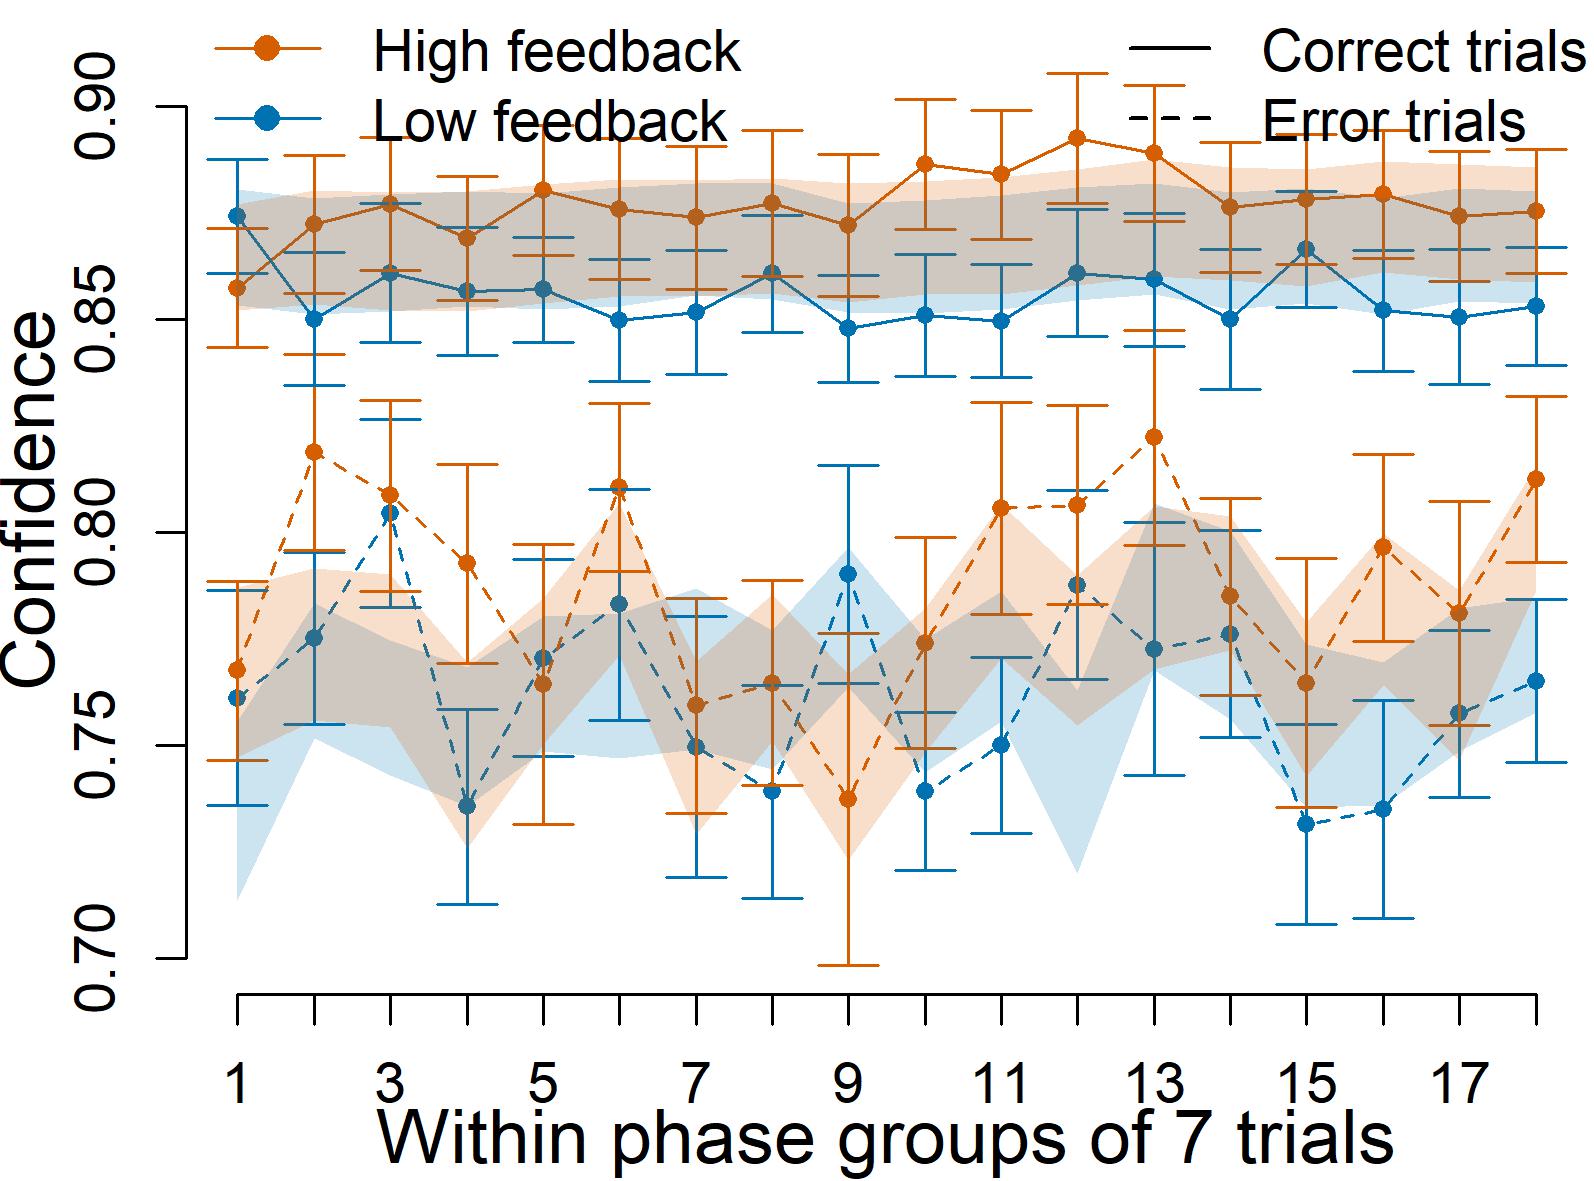 High feedback
Low feedback
Correct trials
Error trials
Confidence
0.90
0.85
0.80
0.75
0.70
1 3 5 7 9 11 13 15 17
Within phase groups of 7 trials